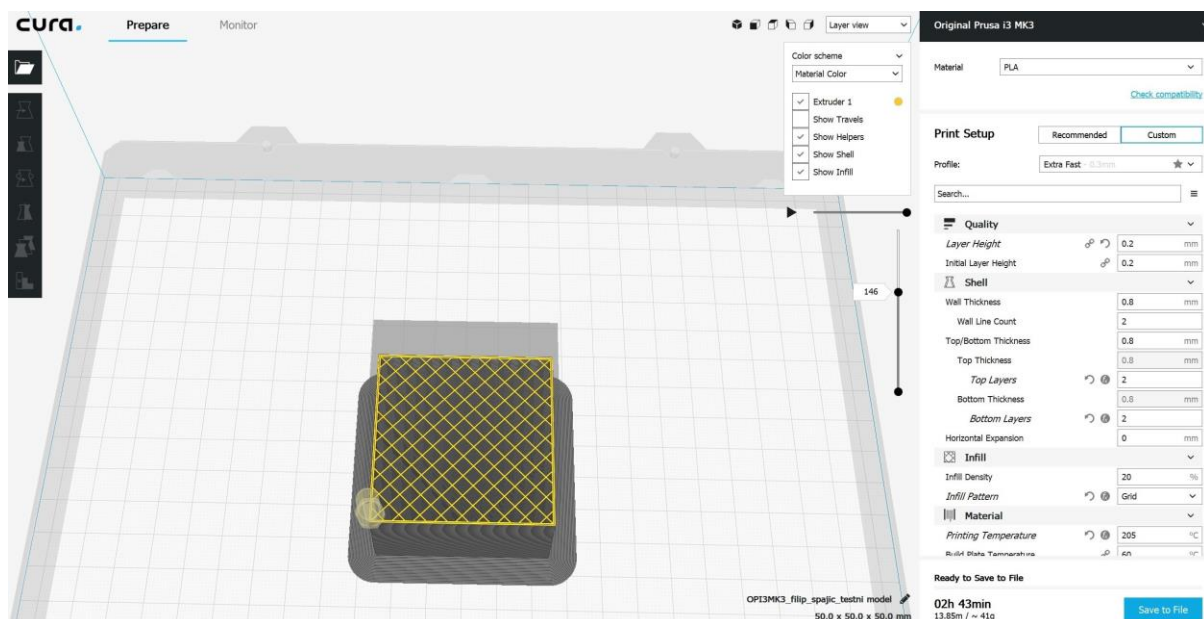 cura.
Prepare
Monitor
Layer view
Color scheme
Material Color
Extruder 1
Show Travels
Show Helpers
Show Shell
Show Infill
146
OPI3MK3_filip_spajic_testni model
50.0 x 50.0 x 50.0 mm
Original Prusa i3 MK3
Material PLA
Check compatibility
Print Setup Recommended Custom
Profile: Extra Fast - 0.3mm
Search...
Quality
Layer Height 0.2 mm
Initial Layer Height 0.2 mm
Shell
Wall Thickness 0.8 mm
Wall Line Count 2
Top/Bottom Thickness 0.8 mm
Top Thickness 0.8 mm
Top Layers 2
Bottom Thickness 0.8 mm
Bottom Layers 2
Horizontal Expansion 0 mm
Infill
Infill Density 20 %
Infill Pattern Grid
Material
Printing Temperature 205 °C
Build Plate Temperature 60 °C
Ready to Save to File
02h 43min
13.85m / ~ 41g
Save to File